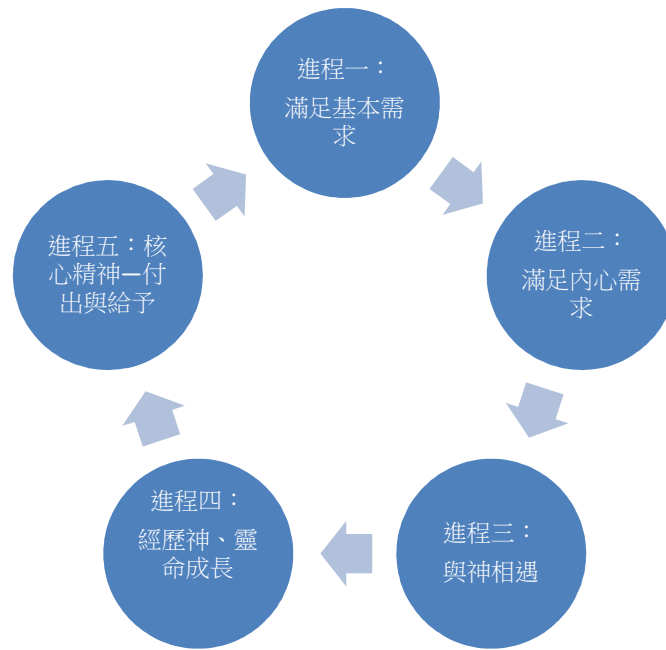 進程一：
滿足基本需
求
進程二：
滿足內心需
求
進程三：
與神相遇
進程四：
經歷神、靈
命成長
進程五：核
心精神—付
出與給予